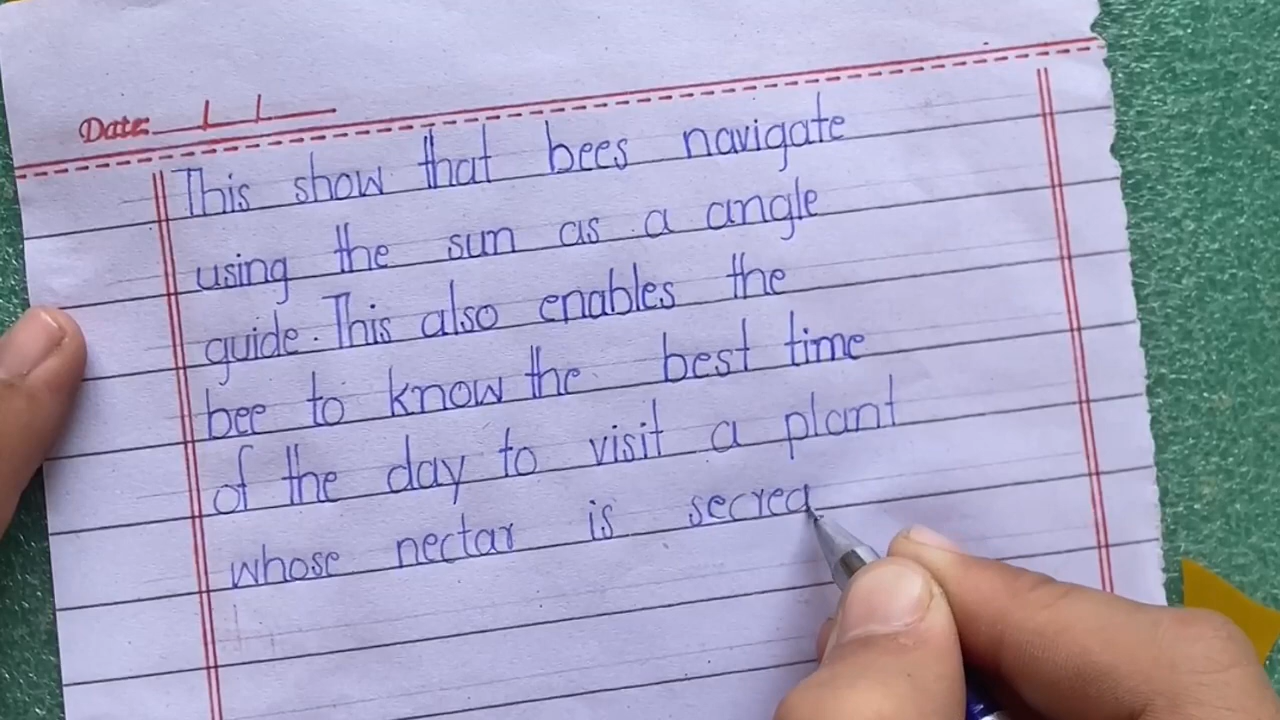 Date:
This show that bees navigate
using the sun as a angle
guide. This also enables the
bee to know the best time
of the day to visit a plant
whose nectar is secrea